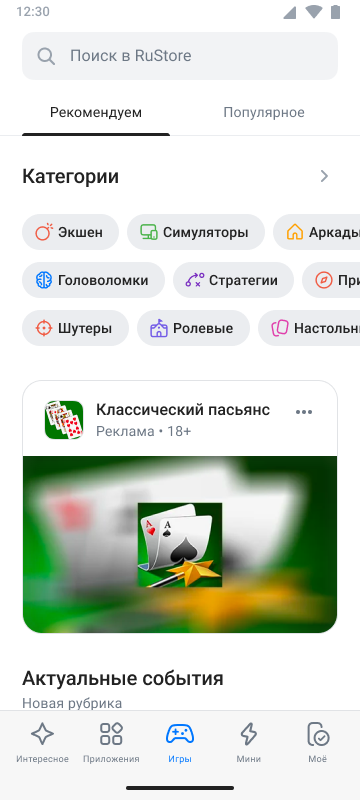 12:30
Поиск в RuStore
Рекомендуем
Популярное
Категории
Экшен
Симуляторы
Аркады
Головоломки
Стратегии
При
Шутеры
Ролевые
Настольн
Классический пасьянс
Реклама • 18+
A
A
Актуальные события
Новая рубрика
Интересное
Приложения
Игры
Мини
Моё